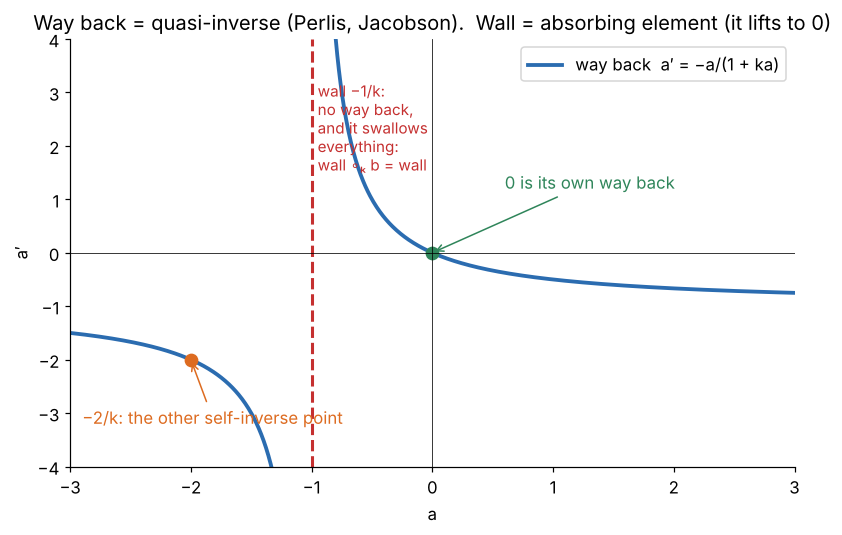 Way back = quasi-inverse (Perlis, Jacobson).  Wall = absorbing element (it lifts to 0)
way back  a′ = −a/(1 + ka)
wall −1/k:
no way back,
and it swallows
everything:
wall ∘ₖ b = wall
0 is its own way back
−2/k: the other self-inverse point
a′
4
3
2
1
0
−1
−2
−3
−4
−3
−2
−1
0
1
2
3
a